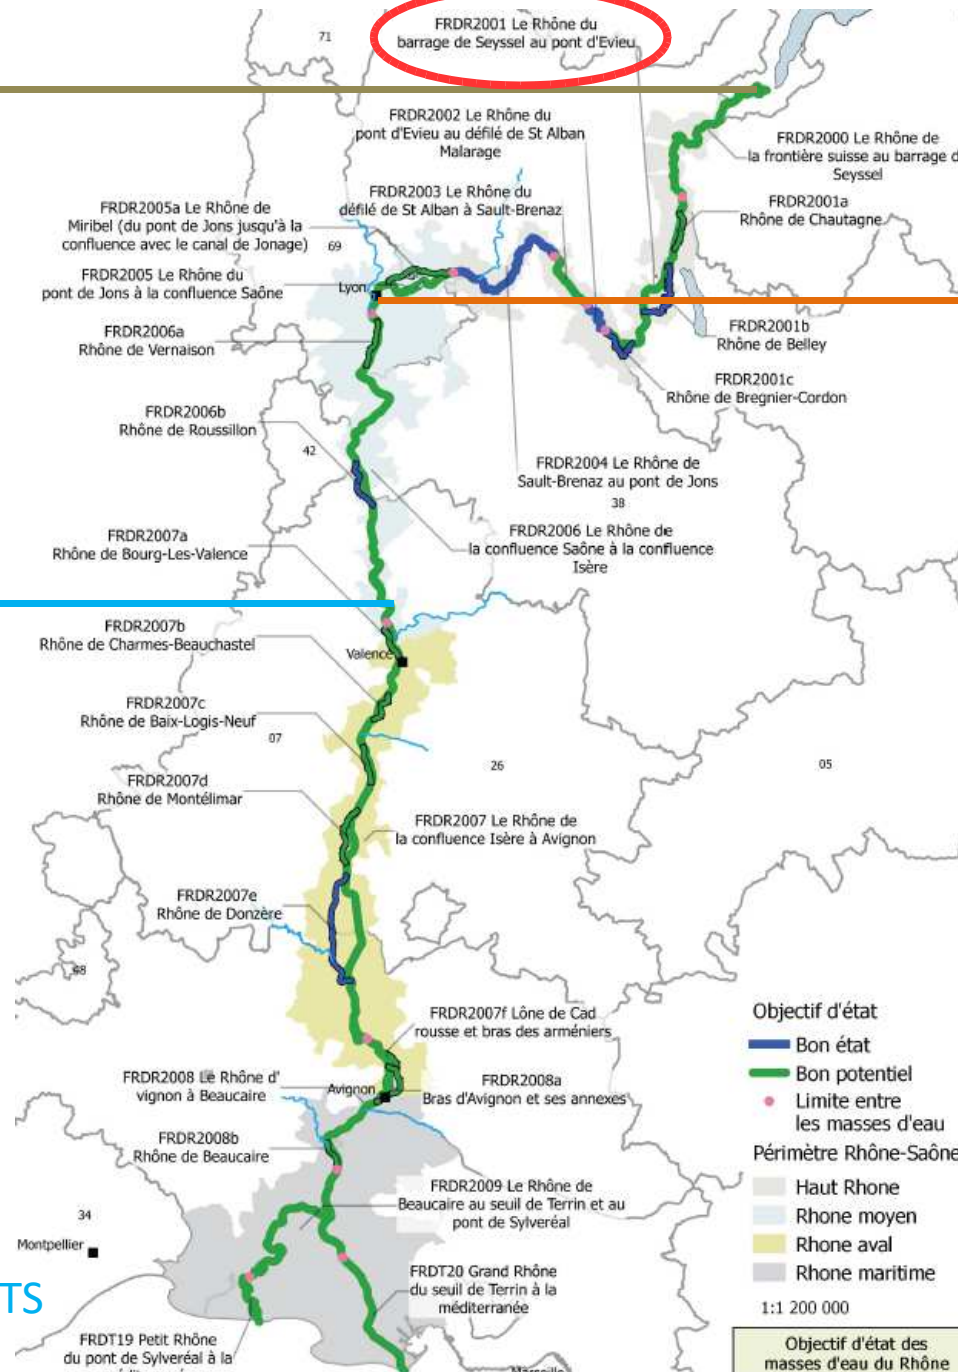 FRDR2001 Le Rhône du
barrage de Seyssel au pont d'Evieu
71
FRDR2002 Le Rhône du
pont d'Evieu au défilé de St Alban
Malarage
FRDR2000 Le Rhône de
la frontière suisse au barrage d
Seyssel
FRDR2003 Le Rhône du
défilé de St Alban à Sault-Brenaz
FRDR2001a
Rhône de Chautagne
FRDR2005a Le Rhône de
Miribel (du pont de Jons jusqu'à la
confluence avec le canal de Jonage)
69
FRDR2005 Le Rhône du
pont de Jons à la confluence Saône
Lyon
FRDR2006a
Rhône de Vernaison
FRDR2001b
Rhône de Belley
FRDR2001c
Rhône de Bregnier-Cordon
FRDR2006b
Rhône de Roussillon
42
FRDR2004 Le Rhône de
Sault-Brenaz au pont de Jons
38
FRDR2006 Le Rhône de
la confluence Saône à la confluence
Isère
FRDR2007a
Rhône de Bourg-Les-Valence
FRDR2007b
Rhône de Charmes-Beauchastel
Valence
FRDR2007c
Rhône de Baix-Logis-Neuf
07
26
05
FRDR2007d
Rhône de Montélimar
FRDR2007 Le Rhône de
la confluence Isère à Avignon
FRDR2007e
Rhône de Donzère
48
FRDR2007f Lône de Cad
rousse et bras des arméniers
FRDR2008 Le Rhône d'
vignon à Beaucaire
Avignon
FRDR2008a
Bras d'Avignon et ses annexes
FRDR2008b
Rhône de Beaucaire
FRDR2009 Le Rhône de
Beaucaire au seuil de Terrin et au
pont de Sylveréal
34
Montpellier
FRDT20 Grand Rhône
du seuil de Terrin à la
méditerranée
TS
FRDT19 Petit Rhône
du pont de Sylveréal à la
Marseille
Objectif d'état
Bon état
Bon potentiel
Limite entre
les masses d'eau
Périmètre Rhône-Saône
Haut Rhone
Rhone moyen
Rhone aval
Rhone maritime
1:1 200 000
Objectif d'état des
masses d'eau du Rhône